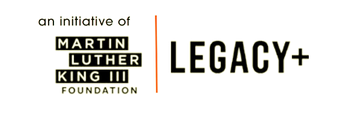 an initiative of
MARTIN
LUTHER
KING III
FOUNDATION
LEGACY+